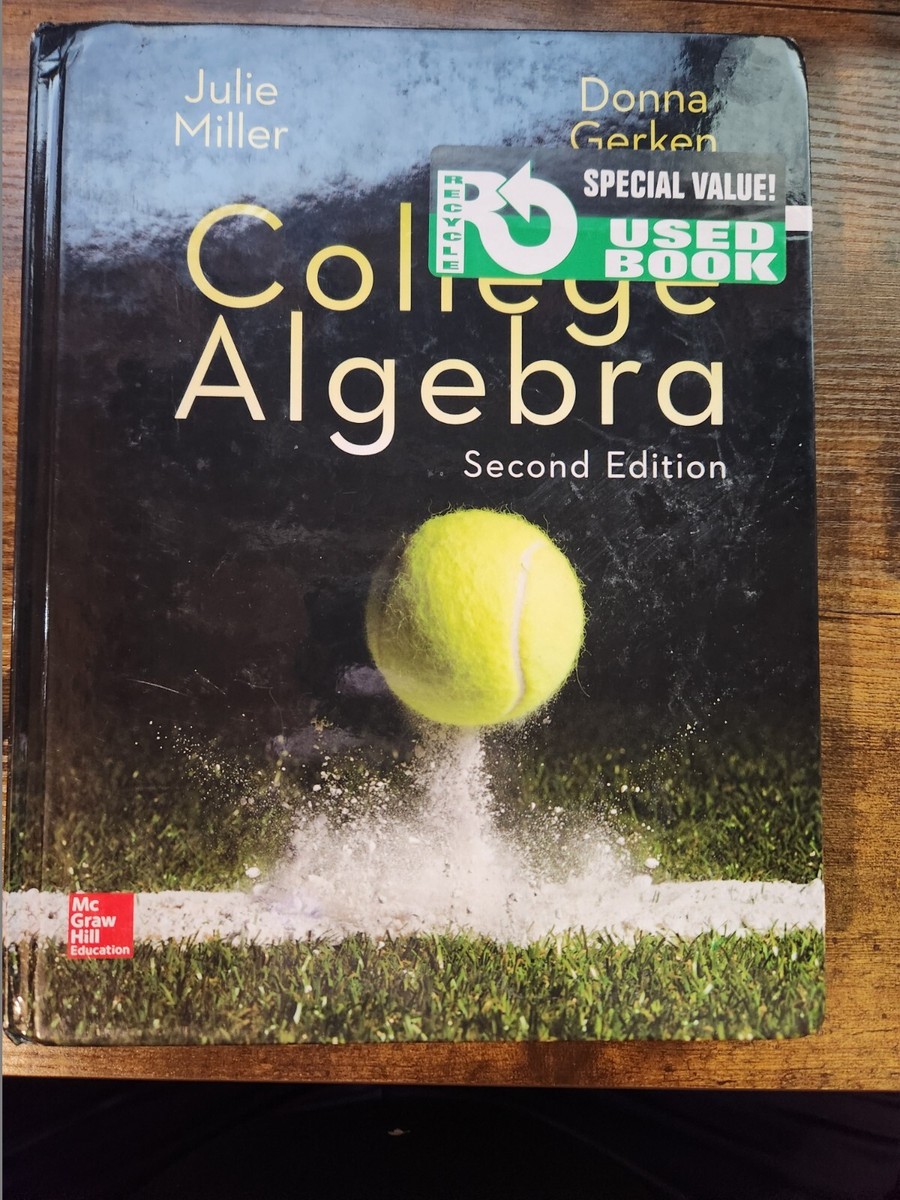 Julie
Miller
Donna
Gerken
RECYCLE
SPECIAL VALUE!
USED
BOOK
College
Algebra
Second Edition
Mc
Graw
Hill
Education